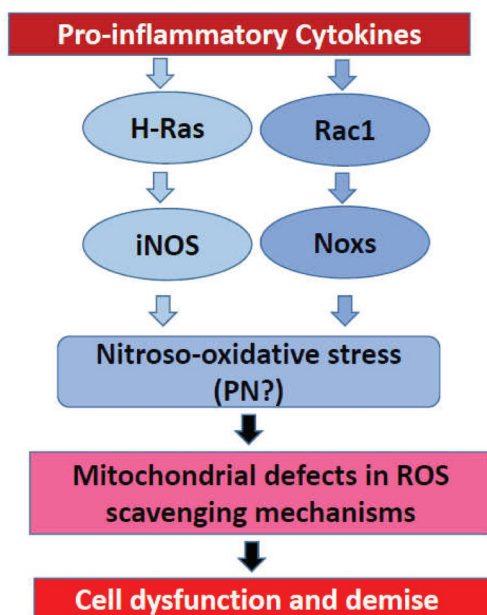 Pro-inflammatory Cytokines
H-Ras
Rac1
iNOS
Noxs
Nitroso-oxidative stress
(PN?)
Mitochondrial defects in ROS
scavenging mechanisms
Cell dysfunction and demise